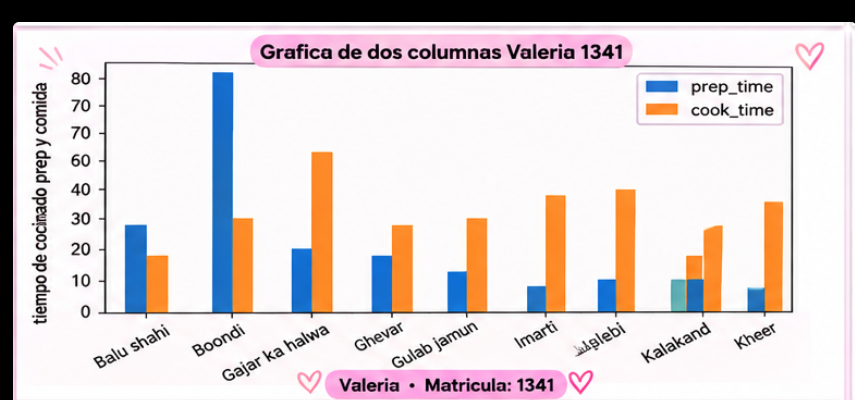 Grafica de dos columnas Valeria 1341
tiempo de cocinado prep y comida
80
70
70
60
40
30
20
10
0
prep_time
cook_time
Balu shahi
Boondi
Gajar ka halwa
Ghevar
Gulab jamun
Imarti
Kalakand
Kheer
Valeria • Matricula: 1341